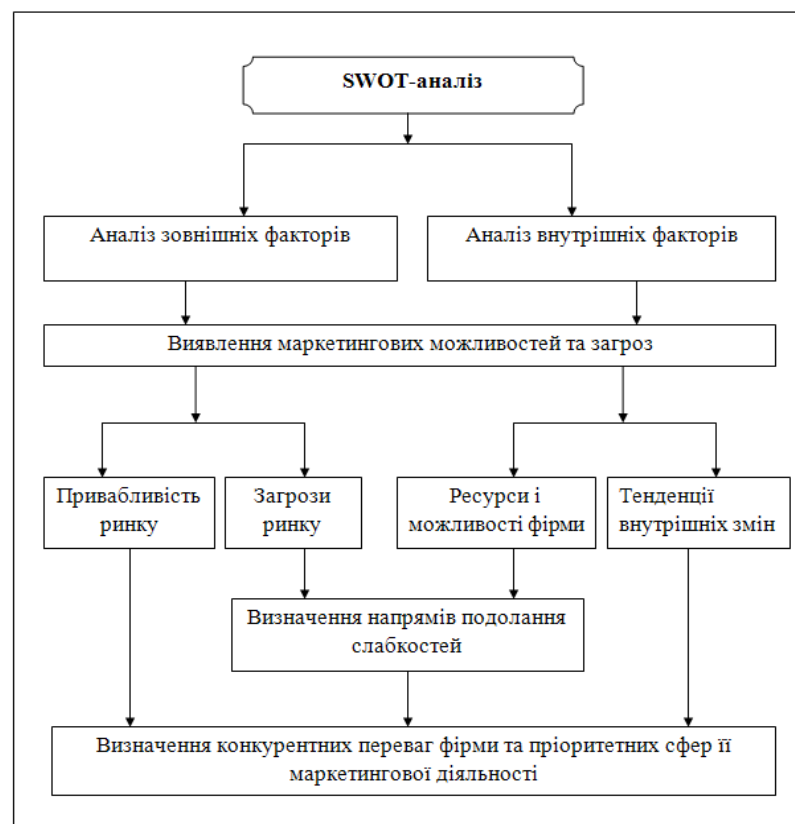 SWOT-аналіз
Аналіз зовнішніх факторів
Аналіз внутрішніх факторів
Виявлення маркетингових можливостей та загроз
Привабливість
ринку
Загрози
ринку
Ресурси і
можливості фірми
Тенденції
внутрішніх змін
Визначення напрямів подолання
слабкостей
Визначення конкурентних переваг фірми та пріоритетних сфер її
маркетингової діяльності